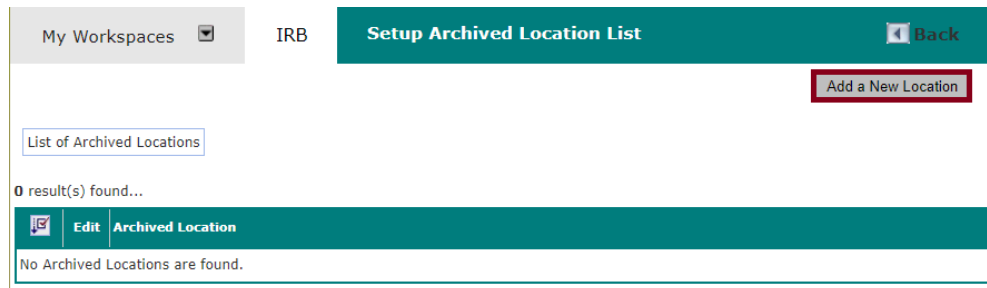 My Workspaces IRB Setup Archived Location List Back
Add a New Location
List of Archived Locations
0 result(s) found...
Edit Archived Location
No Archived Locations are found.